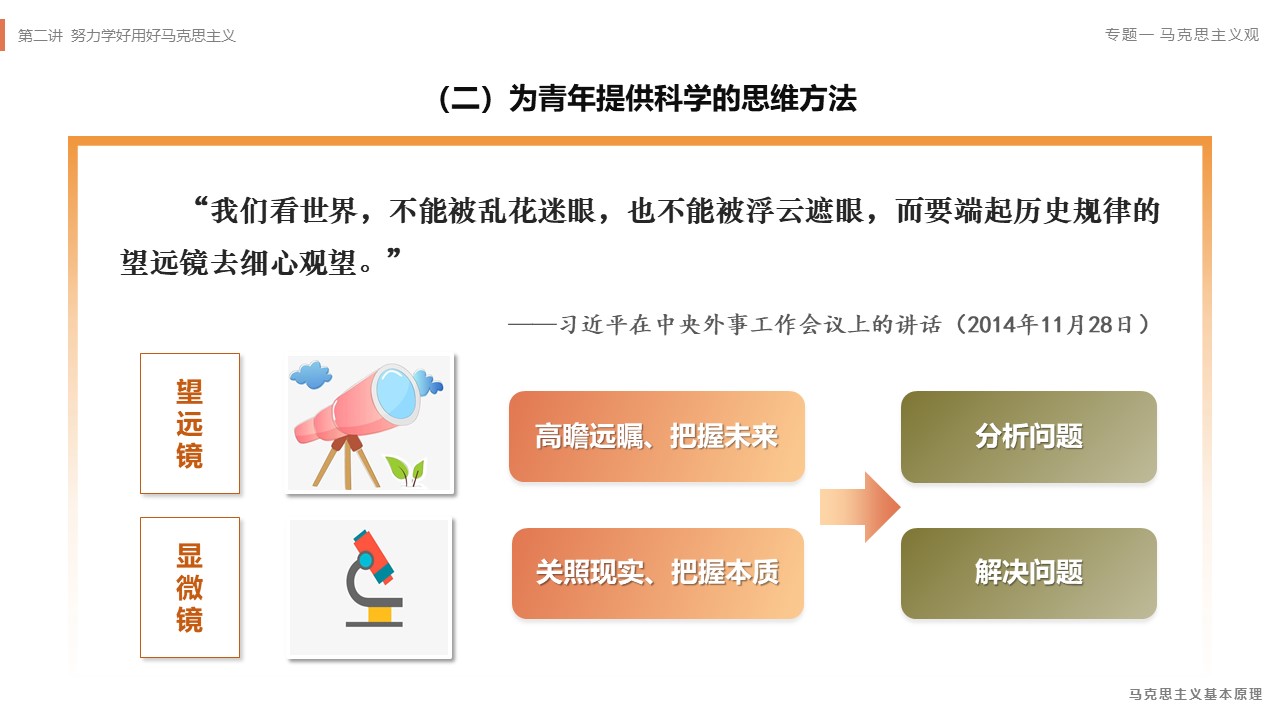 第二讲 努力学好用好马克思主义
专题一 马克思主义观
（二）为青年提供科学的思维方法
“我们看世界，不能被乱花迷眼，也不能被浮云遮眼，而要端起历史规律的
望远镜去细心观望。”
——习近平在中央外事工作会议上的讲话（2014年11月28日）
望远镜
高瞻远瞩、把握未来
分析问题
显微镜
关照现实、把握本质
解决问题
马克思主义基本原理